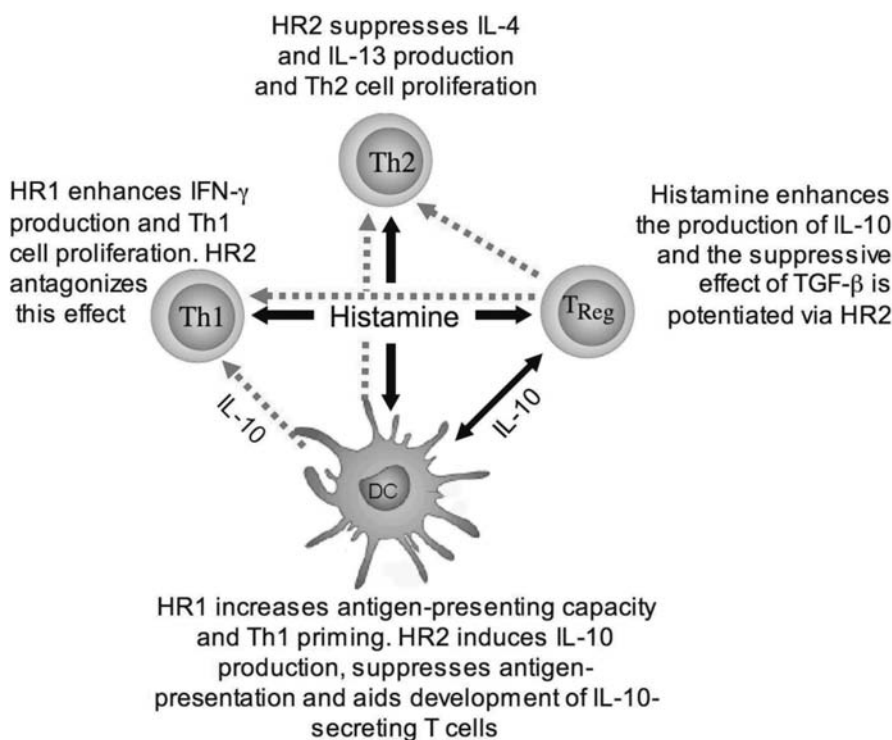 HR2 suppresses IL-4
and IL-13 production
and Th2 cell proliferation
Th2
HR1 enhances IFN-γ
production and Th1
cell proliferation. HR2
antagonizes
this effect
Histamine enhances
the production of IL-10
and the suppressive
effect of TGF-β is
potentiated via HR2
Th1
Histamine
TReg
IL-10
IL-10
DC
HR1 increases antigen-presenting capacity
and Th1 priming. HR2 induces IL-10
production, suppresses antigen-
presentation and aids development of IL-10-
secreting T cells